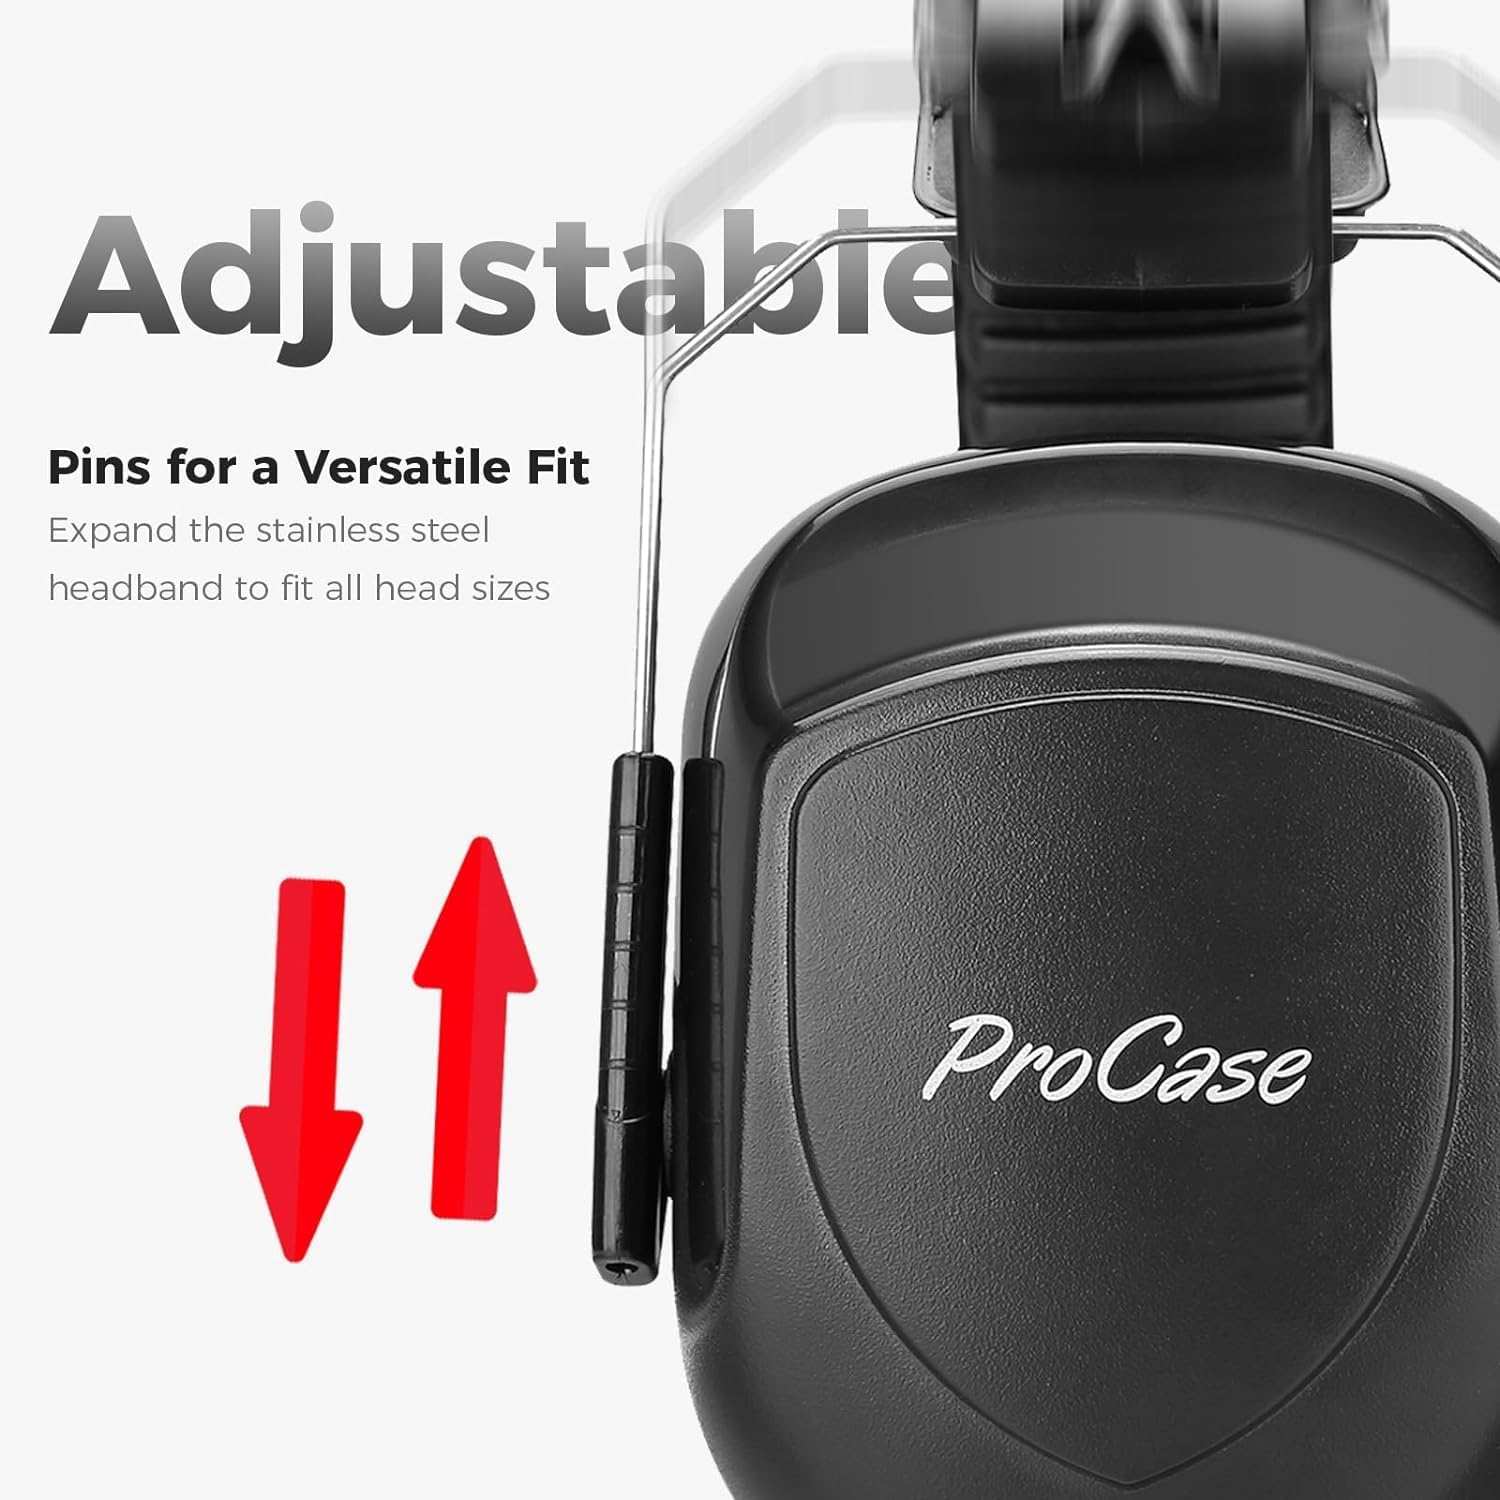 Adjustable
Pins for a Versatile Fit
Expand the stainless steel
headband to fit all head sizes
ProCase